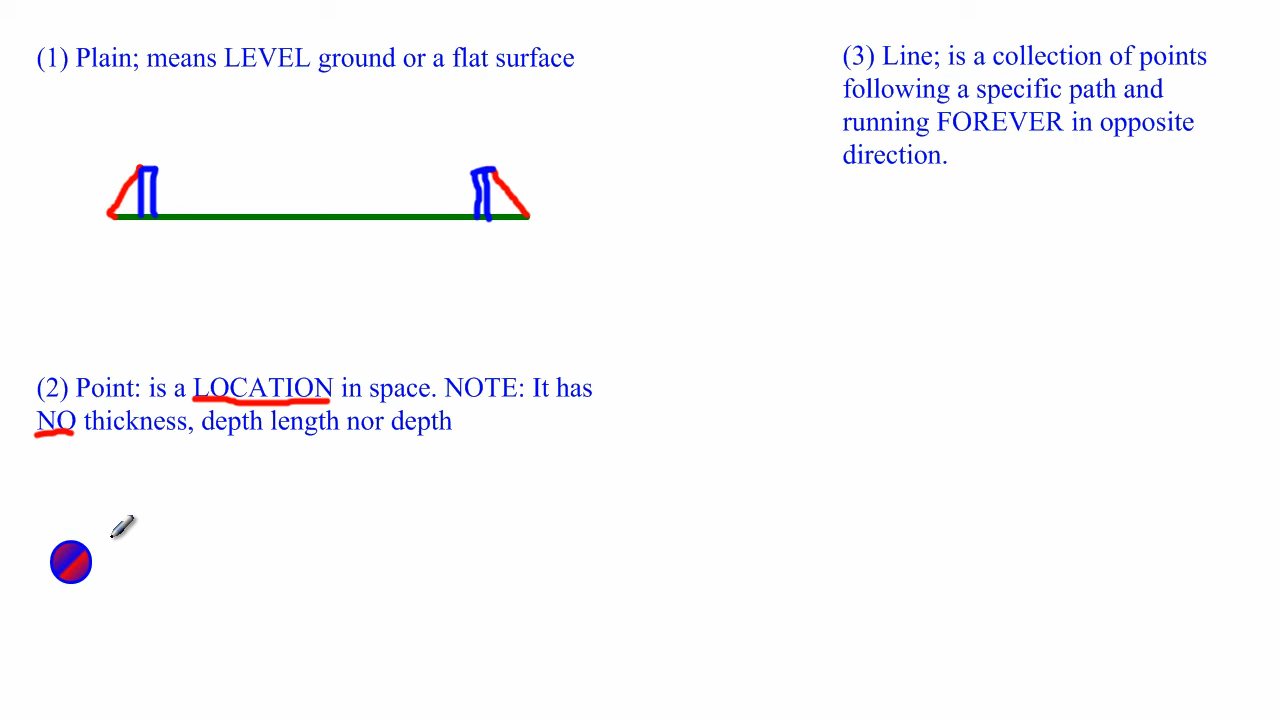 (1) Plain; means LEVEL ground or a flat surface
(2) Point: is a LOCATION in space. NOTE: It has
NO thickness, depth length nor depth
(3) Line; is a collection of points
following a specific path and
running FOREVER in opposite
direction.